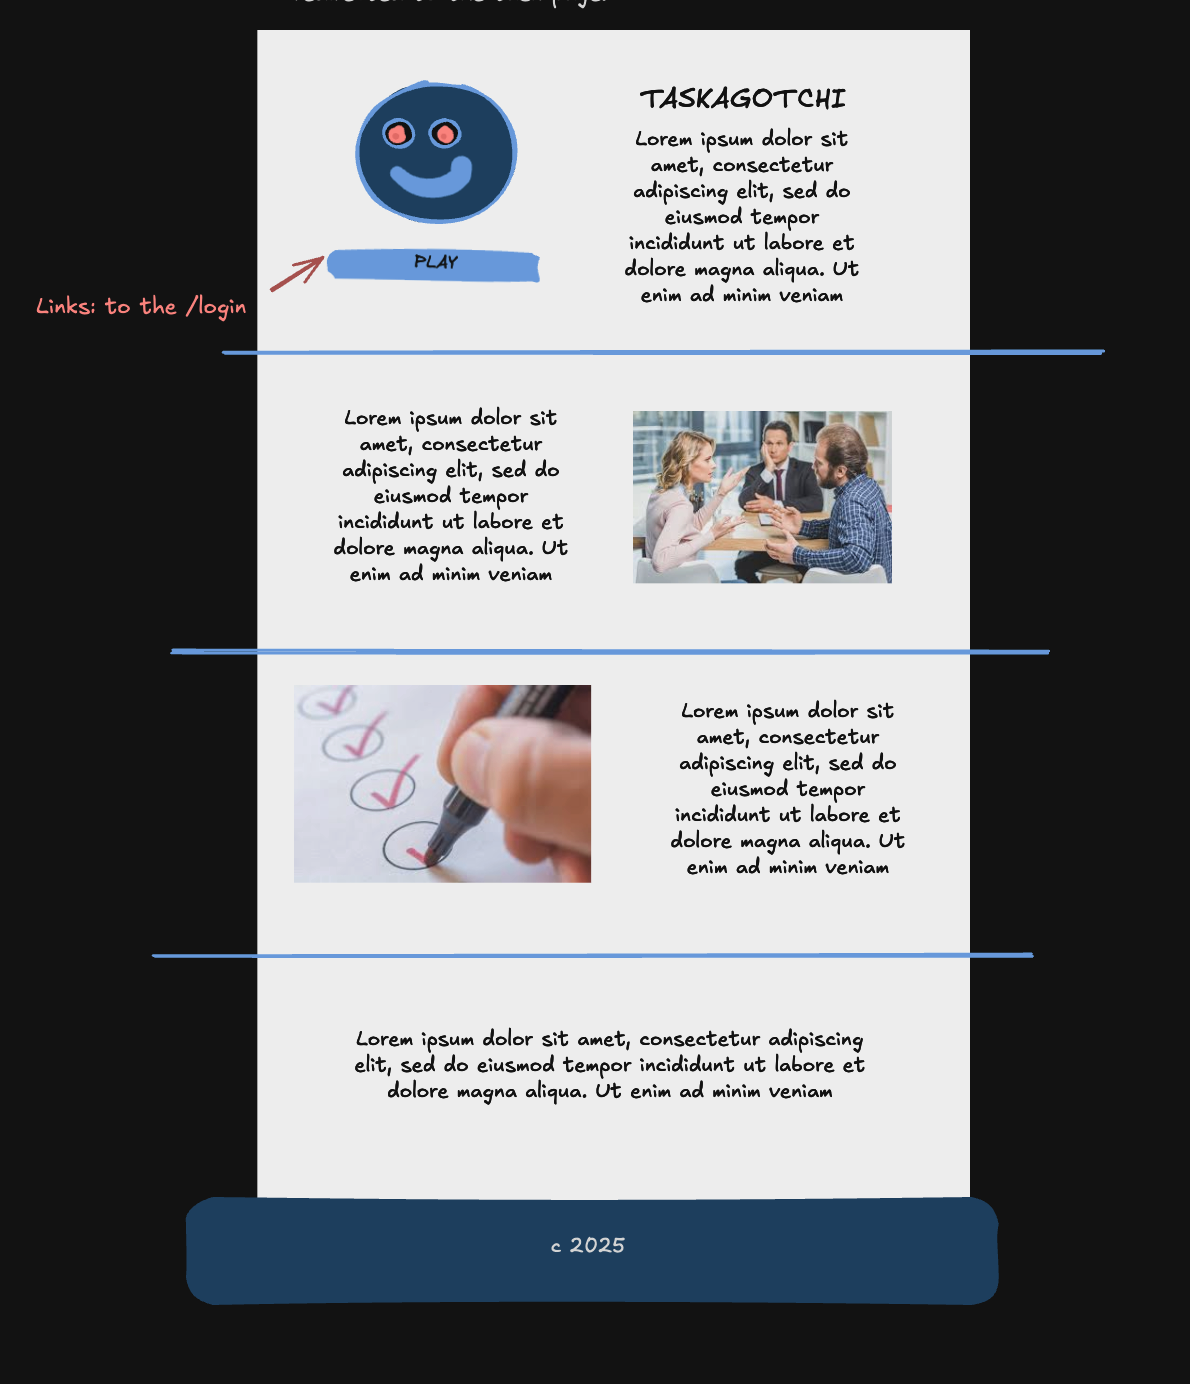 TASKAGOTCHI
Lorem ipsum dolor sit
amet, consectetur
adipiscing elit, sed do
eiusmod tempor
incididunt ut labore et
dolore magna aliqua. Ut
enim ad minim veniam
PLAY
Links: to the /login
Lorem ipsum dolor sit
amet, consectetur
adipiscing elit, sed do
eiusmod tempor
incididunt ut labore et
dolore magna aliqua. Ut
enim ad minim veniam
Lorem ipsum dolor sit
amet, consectetur
adipiscing elit, sed do
eiusmod tempor
incididunt ut labore et
dolore magna aliqua. Ut
enim ad minim veniam
Lorem ipsum dolor sit amet, consectetur adipiscing
elit, sed do eiusmod tempor incididunt ut labore et
dolore magna aliqua. Ut enim ad minim veniam
c 2025